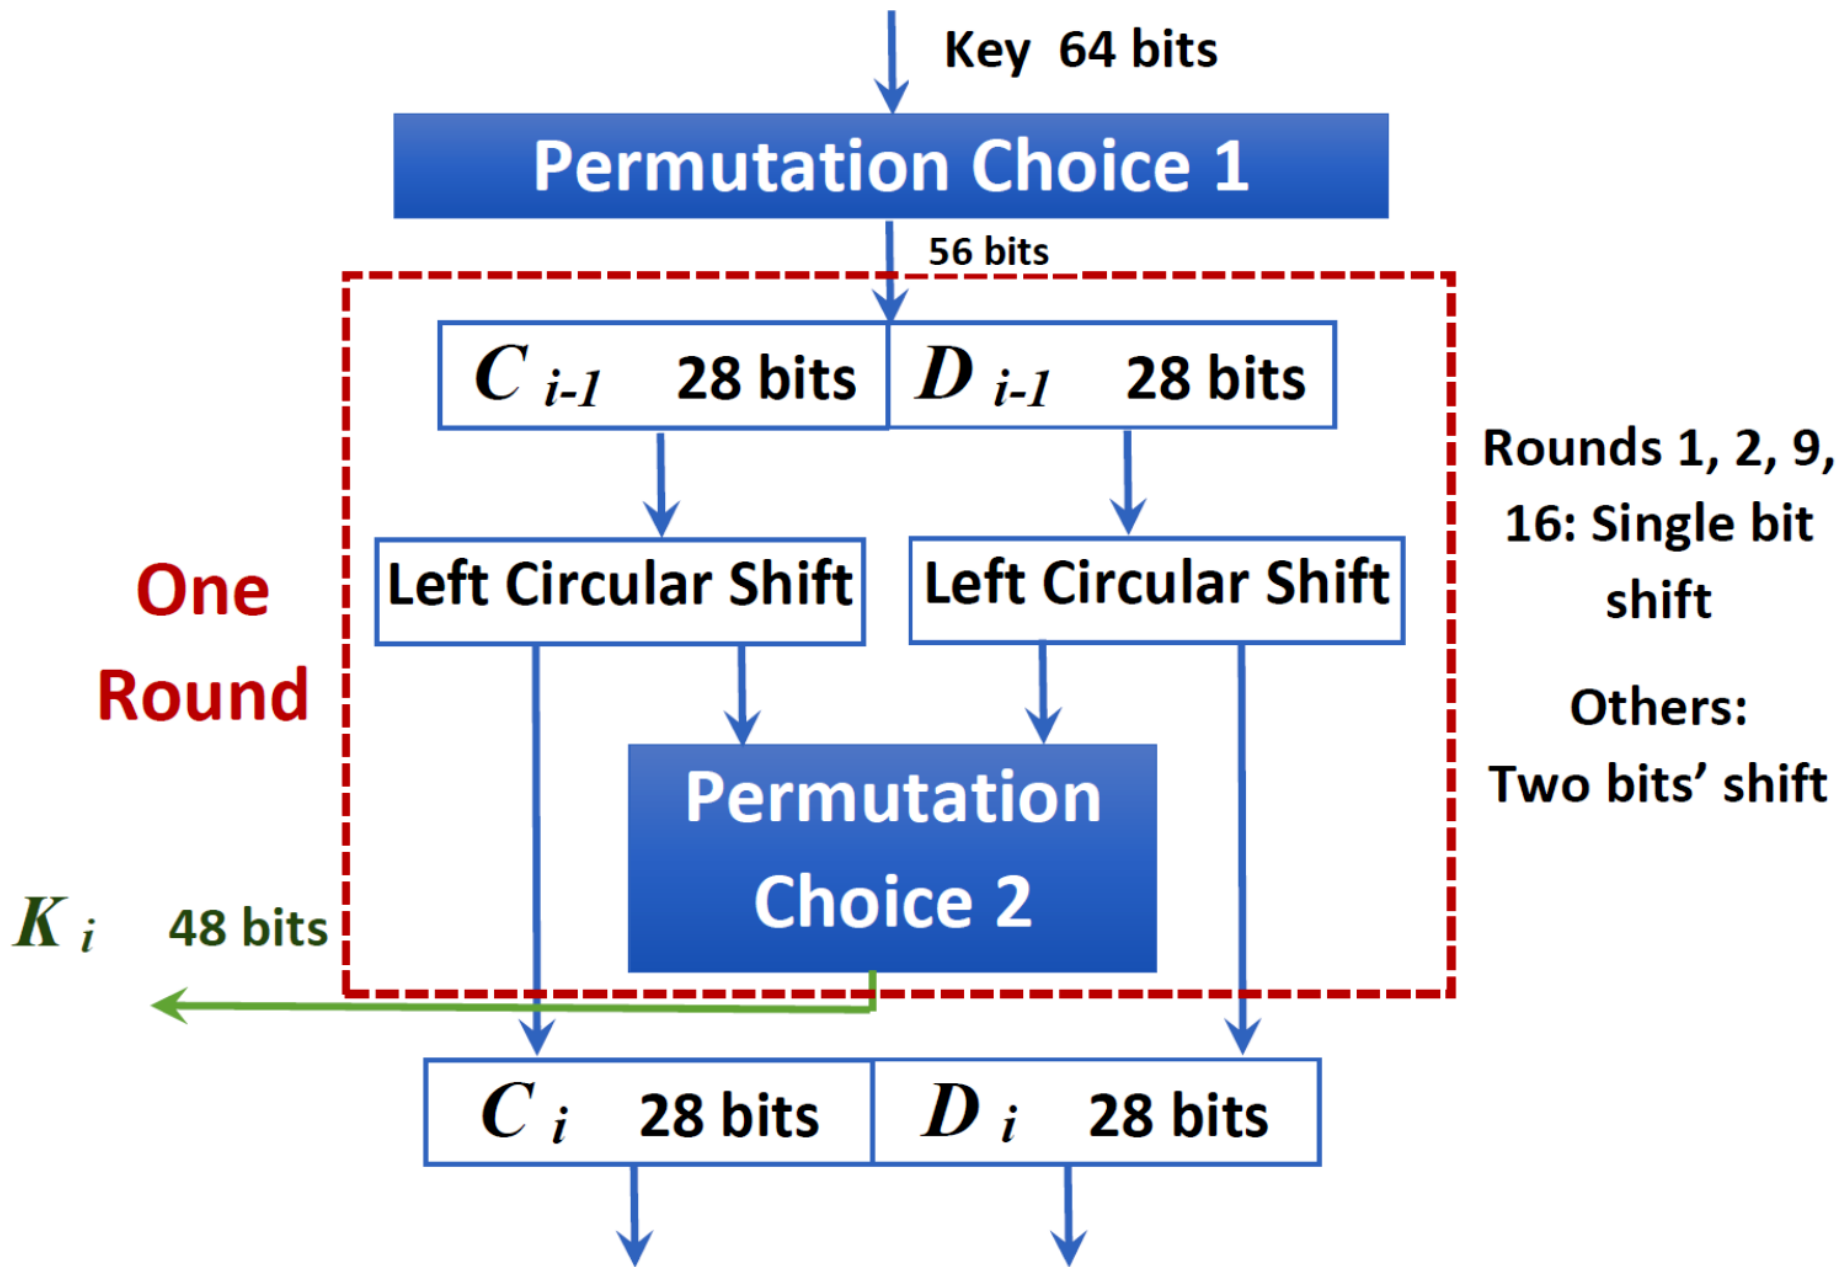 Key 64 bits
Permutation Choice 1
56 bits
C i-1 28 bits
D i-1 28 bits
Rounds 1, 2, 9,
16: Single bit
shift
Others:
Two bits’ shift
Left Circular Shift
Left Circular Shift
One
Round
Permutation
Choice 2
K i 48 bits
C i 28 bits
D i 28 bits